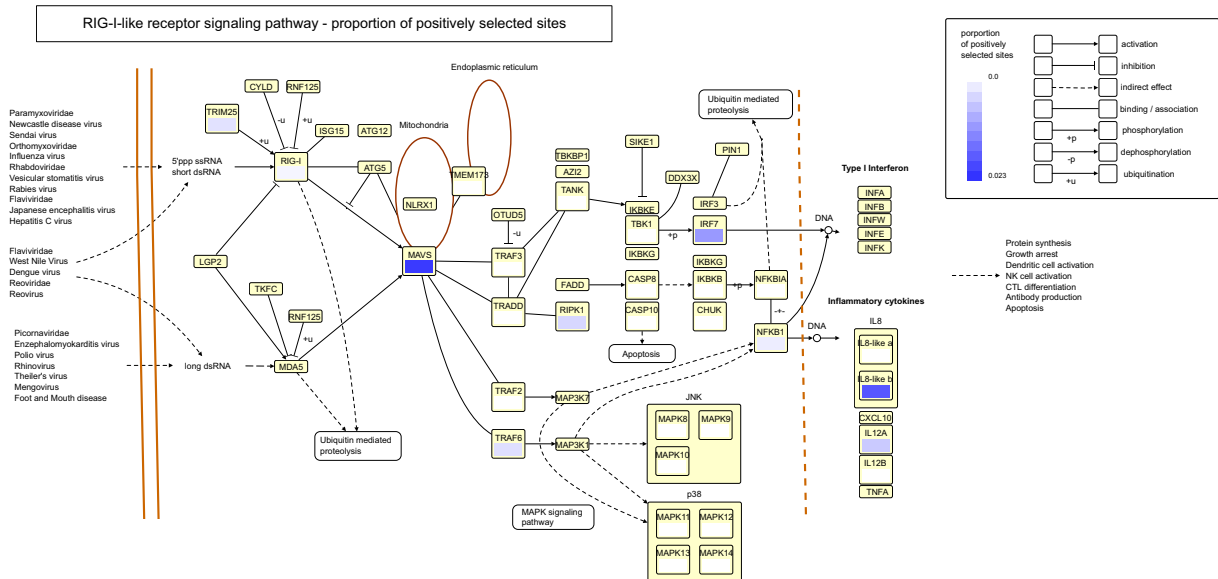 RIG-I-like receptor signaling pathway - proportion of positively selected sites
porportion
of positively
selected sites
0.0
0.023
activation
inhibition
indirect effect
binding / association
+p
phosphorylation
-p
dephosphorylation
+u
ubiquitination
Paramyxoviridae
Newcastle disease virus
Sendai virus
Orthomyxoviridae
Influenza virus
Rhabdoviridae
Vesicular stomatitis virus
Rabies virus
Flaviviridae
Japanese encephalitis virus
Hepatitis C virus
Flaviviridae
West Nile Virus
Dengue virus
Reoviridae
Reovirus
Picornaviridae
Enzephalomyokarditis virus
Polio virus
Rhinovirus
Theiler's virus
Mengovirus
Foot and Mouth disease
5'ppp ssRNA
short dsRNA
long dsRNA
CYLD
RNF125
TRIM25
-u
+u
+u
ISG15
ATG12
RIG-I
ATG5
LGP2
TKFC
RNF125
+u
MDA5
Ubiquitin mediated
proteolysis
Endoplasmic reticulum
Mitochondria
TMEM173
NLRX1
MAVS
OTUD5
-u
TRAF3
TRADD
TRAF2
TRAF6
TBKBP1
AZI2
TANK
FADD
RIPK1
MAP3K7
MAP3K1
MAPK signaling
pathway
SIKE1
DDX3X
IKBKE
TBK1
+p
IKBKG
CASP8
CASP10
Apoptosis
Ubiquitin mediated
proteolysis
PIN1
IRF3
IRF7
IKBKG
IKBKB
+p
CHUK
NFKBIA
-+-
NFKB1
JNK
MAPK8
MAPK9
MAPK10
p38
MAPK11
MAPK12
MAPK13
MAPK14
DNA
DNA
Type I Interferon
INFA
INFB
INFW
INFE
INFK
Inflammatory cytokines
IL8
IL8-like a
IL8-like b
CXCL10
IL12A
IL12B
TNFA
Protein synthesis
Growth arrest
Dendritic cell activation
NK cell activation
CTL differentiation
Antibody production
Apoptosis